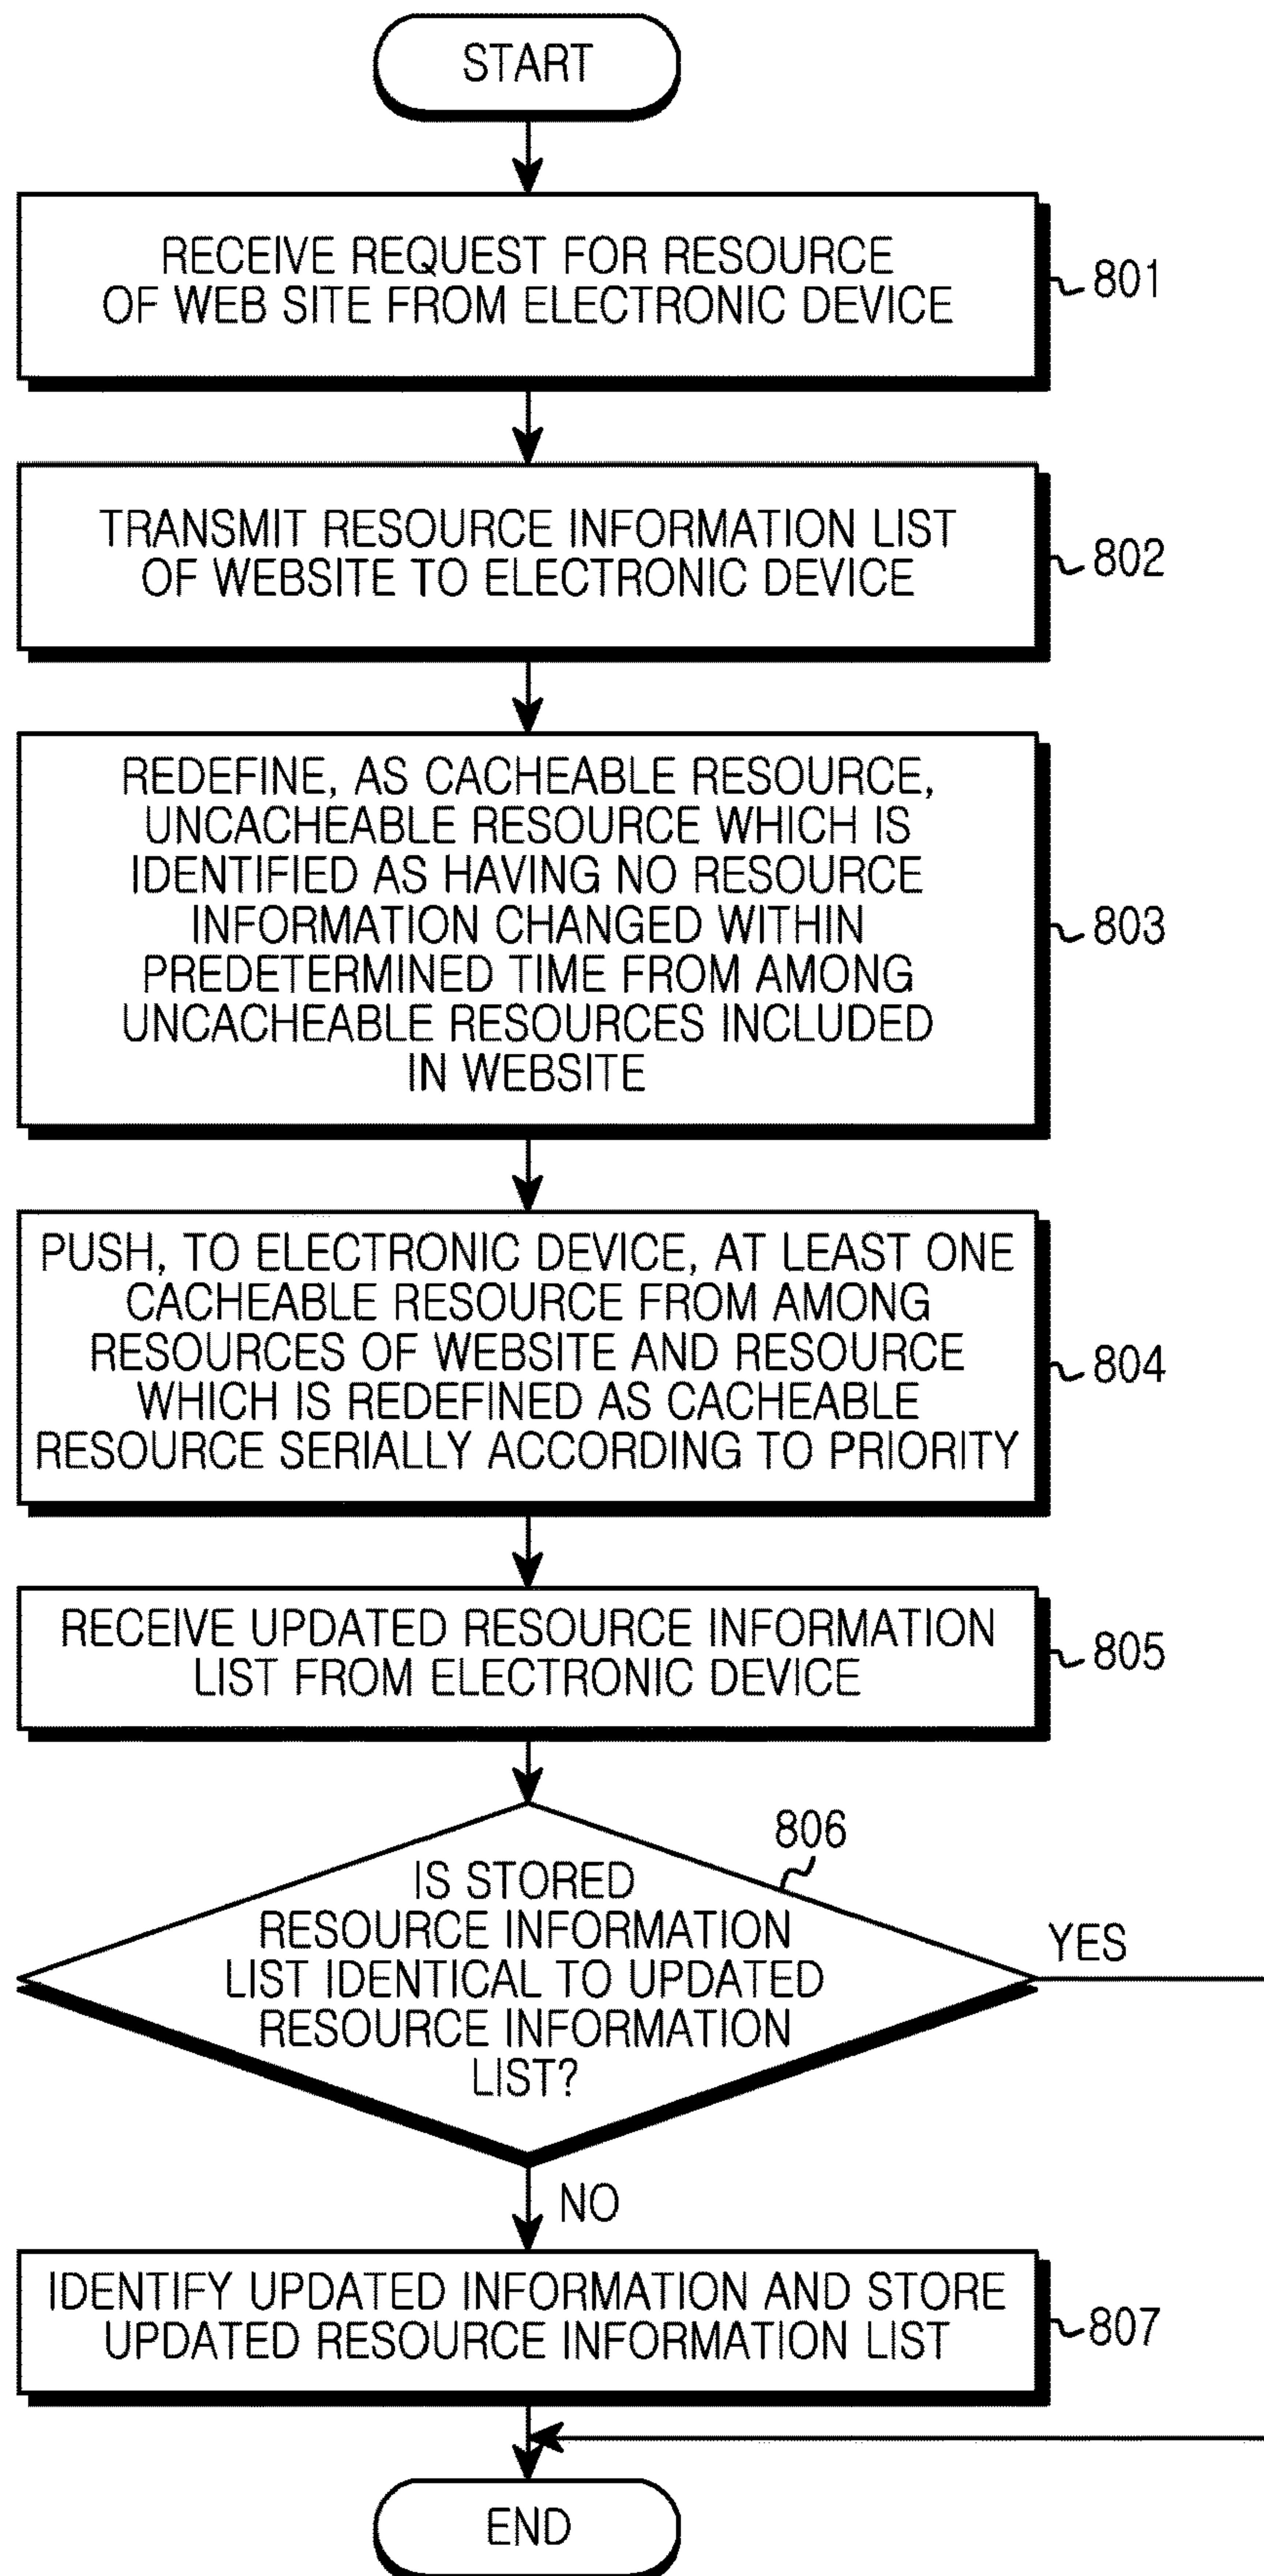 START
RECEIVE REQUEST FOR RESOURCE
OF WEB SITE FROM ELECTRONIC DEVICE
801
TRANSMIT RESOURCE INFORMATION LIST
OF WEBSITE TO ELECTRONIC DEVICE
802
REDEFINE, AS CACHEABLE RESOURCE,
UNCACHEABLE RESOURCE WHICH IS
IDENTIFIED AS HAVING NO RESOURCE
INFORMATION CHANGED WITHIN
PREDETERMINED TIME FROM AMONG
UNCACHEABLE RESOURCES INCLUDED
IN WEBSITE
803
PUSH, TO ELECTRONIC DEVICE, AT LEAST ONE
CACHEABLE RESOURCE FROM AMONG
RESOURCES OF WEBSITE AND RESOURCE
WHICH IS REDEFINED AS CACHEABLE
RESOURCE SERIALLY ACCORDING TO PRIORITY
804
RECEIVE UPDATED RESOURCE INFORMATION
LIST FROM ELECTRONIC DEVICE
805
806
IS STORED
RESOURCE INFORMATION
LIST IDENTICAL TO UPDATED
RESOURCE INFORMATION
LIST?
YES
NO
IDENTIFY UPDATED INFORMATION AND STORE
UPDATED RESOURCE INFORMATION LIST
807
END